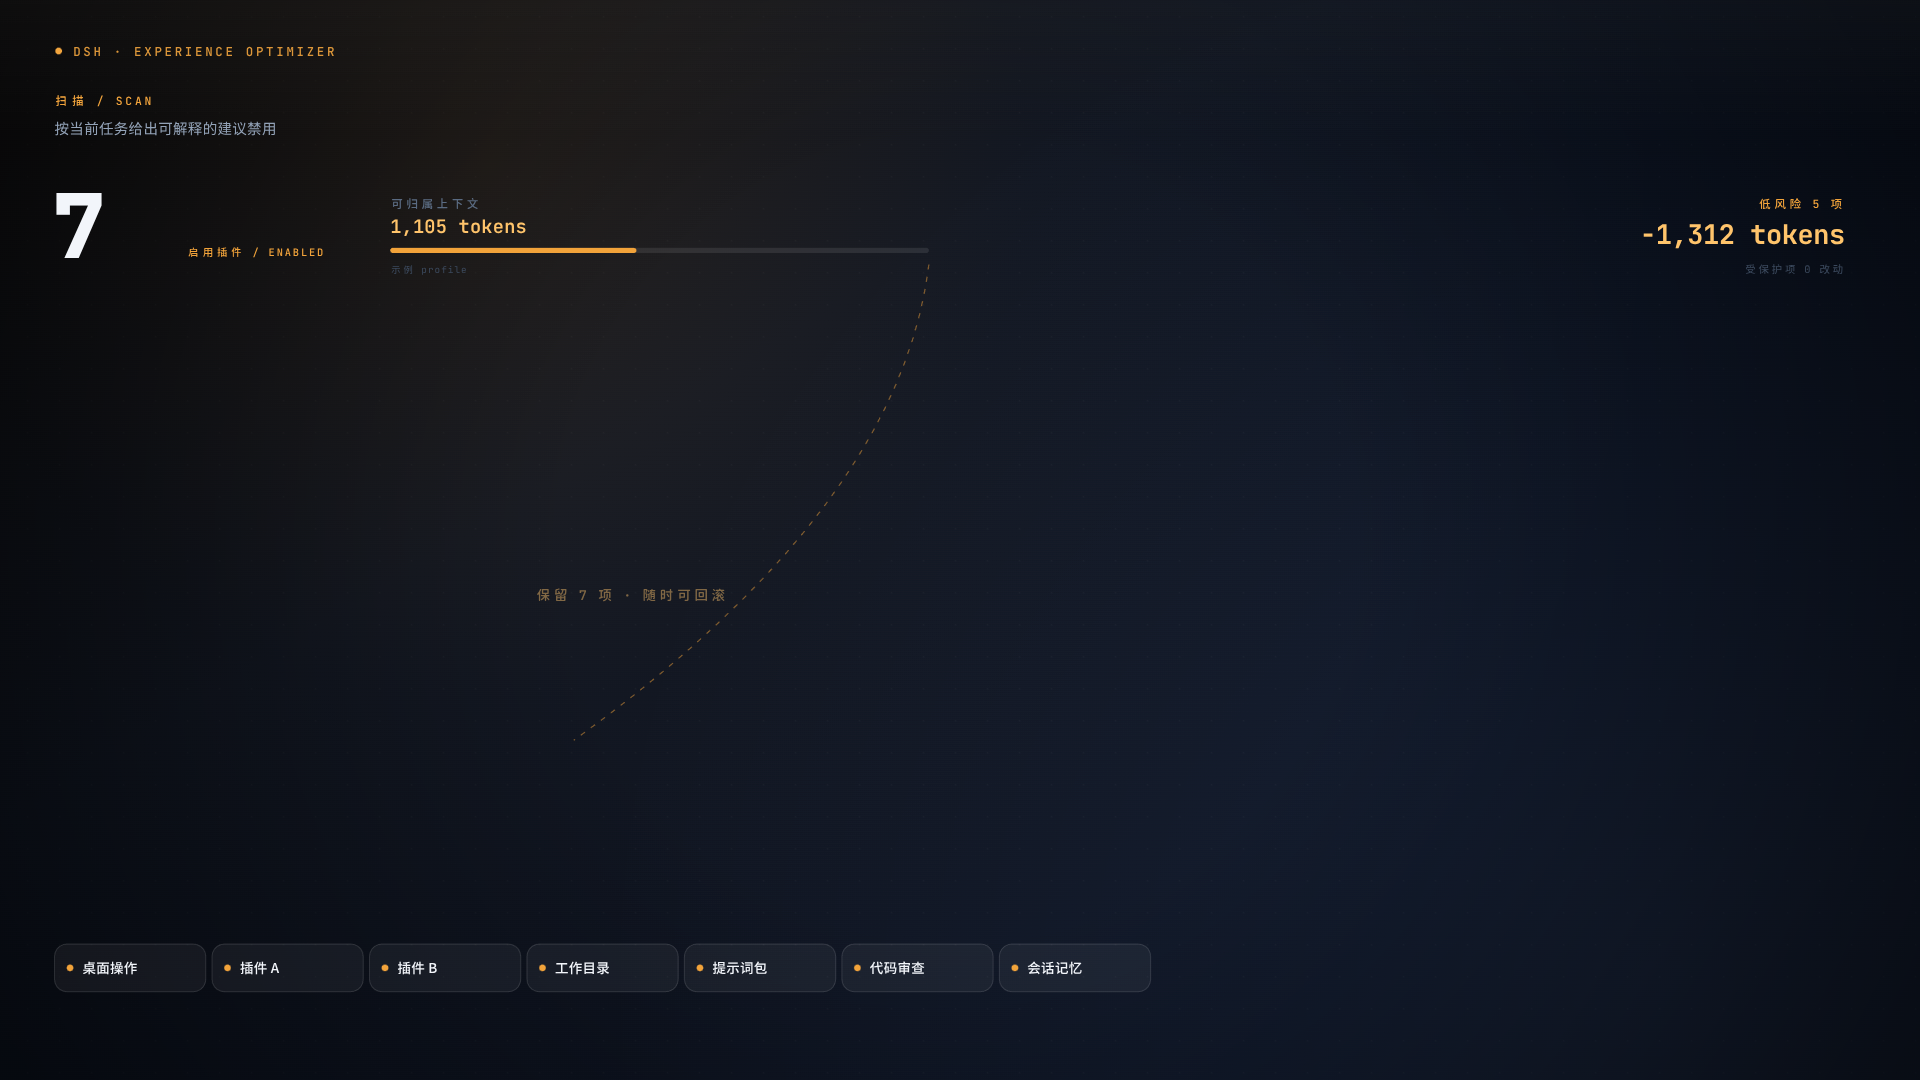 DSH · EXPERIENCE OPTIMIZER
扫描 / SCAN
按当前任务给出可解释的建议禁用
7
启用插件 / ENABLED
可归属上下文
1,105 tokens
示例 profile
低风险 5 项
-1,312 tokens
受保护项 0 改动
保留 7 项 · 随时可回滚
桌面操作
插件 A
插件 B
工作目录
提示词包
代码审查
会话记忆